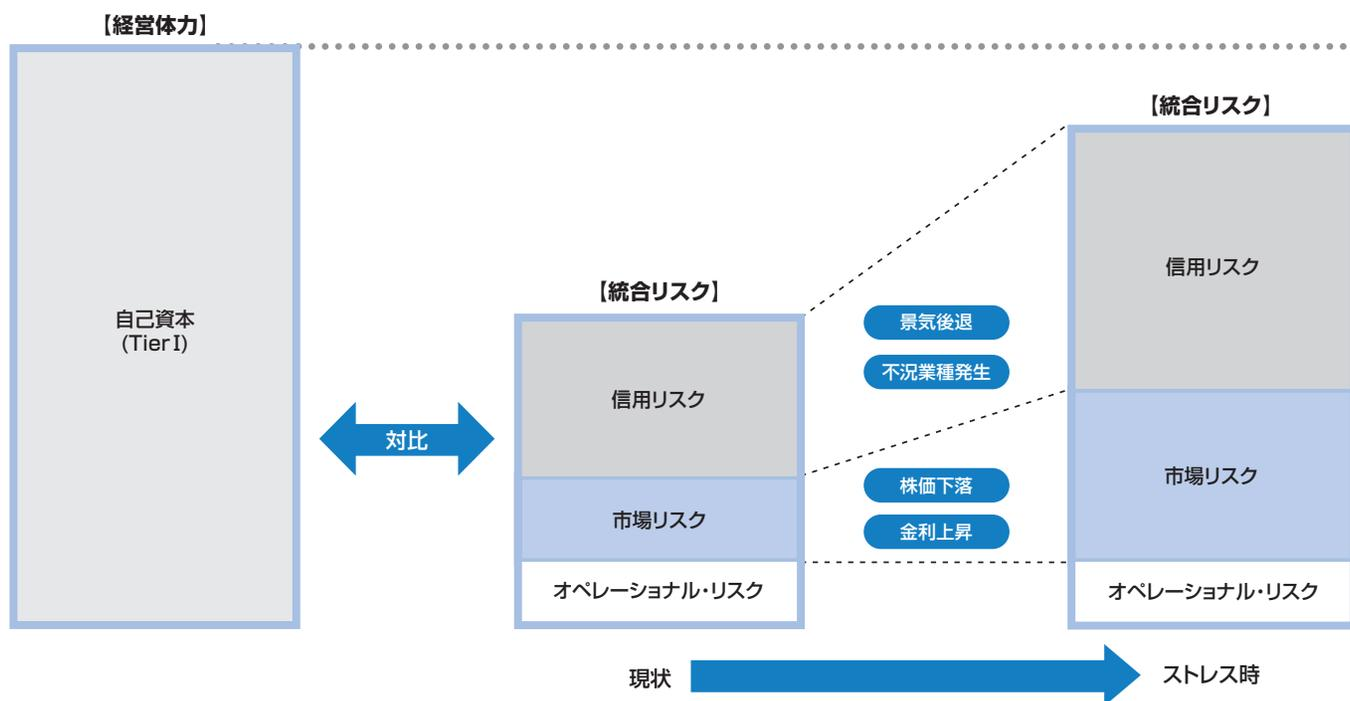 【経営体力】
自己資本
(Tier I)
対比
【統合リスク】
信用リスク
市場リスク
オペレーショナル・リスク
景気後退
不況業種発生
株価下落
金利上昇
【統合リスク】
信用リスク
市場リスク
オペレーショナル・リスク
現状
ストレス時